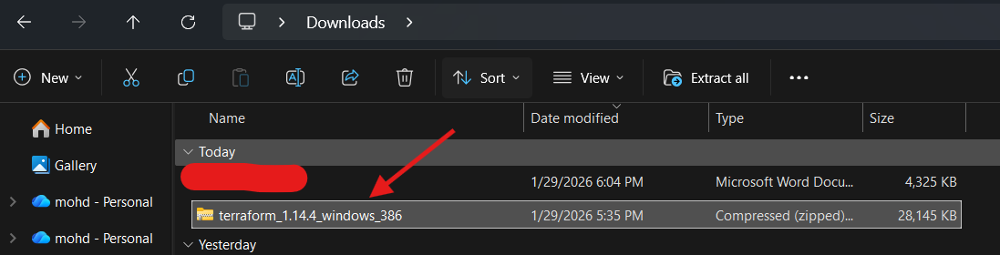 Downloads
New
Sort
View
Extract all
Name Date modified Type Size
Home
Gallery
mohd - Personal
mohd - Personal
Today
1/29/2026 6:04 PM Microsoft Word Docu... 4,325 KB
terraform_1.14.4_windows_386 1/29/2026 5:35 PM Compressed (zipped)... 28,145 KB
Yesterday